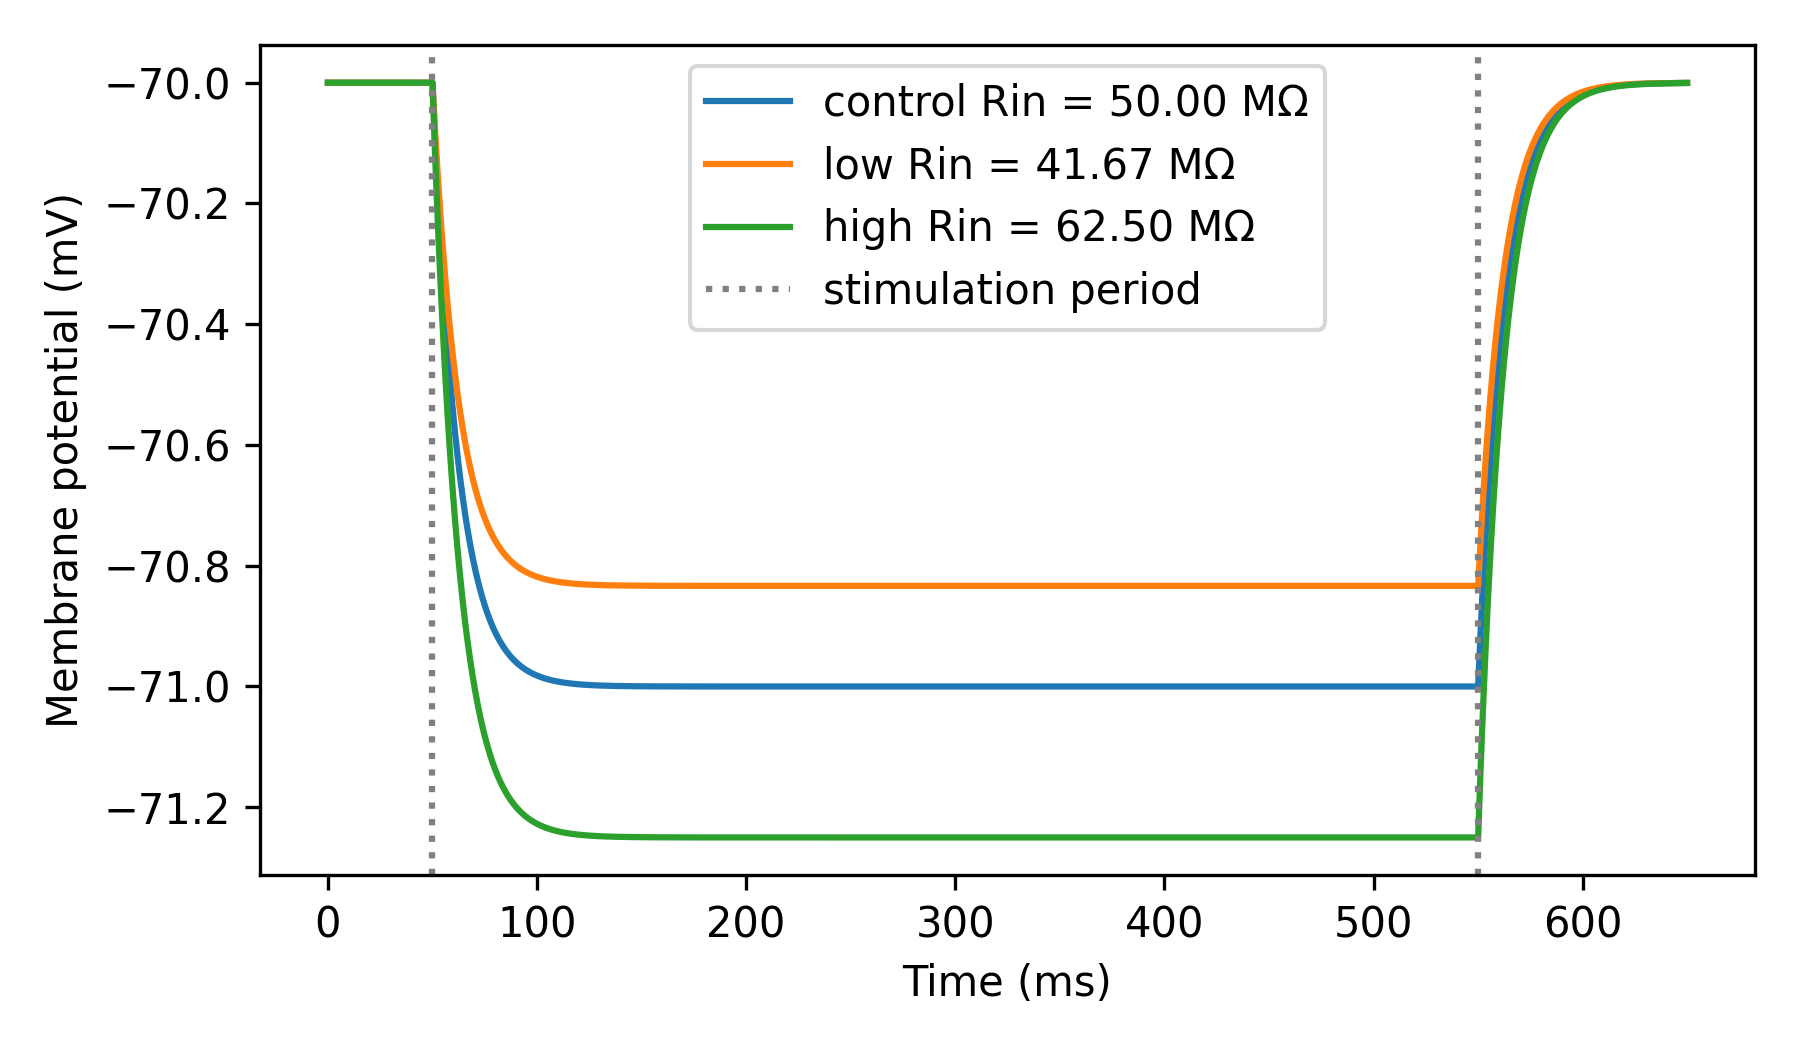 Membrane potential (mV)
−70.0
−70.2
−70.4
−70.6
−70.8
−71.0
−71.2
control Rin = 50.00 MΩ
low Rin = 41.67 MΩ
high Rin = 62.50 MΩ
stimulation period
0 100 200 300 400 500 600
Time (ms)